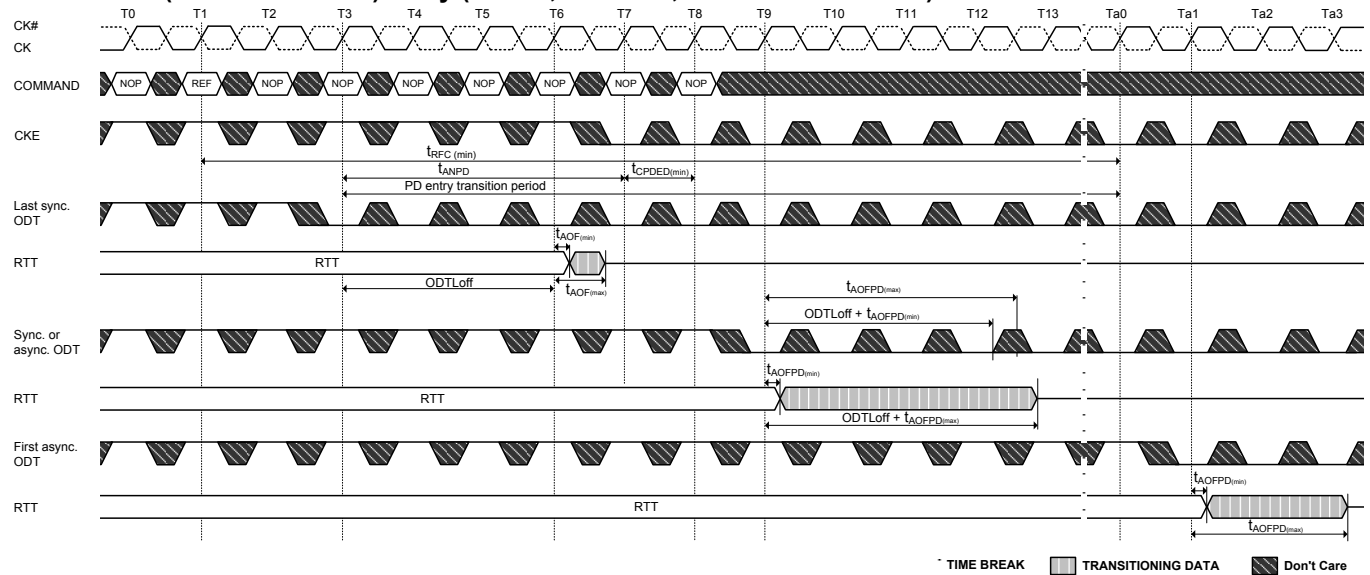 T0 T1 T2 T3 T4 T5 T6 T7 T8 T9 T10 T11 T12 T13 Ta0 Ta1 Ta2 Ta3
CK#
CK
COMMAND NOP REF NOP NOP NOP NOP NOP NOP NOP
CKE
tRFC (min)
tANPD tCPDED(min)
PD entry transition period
Last sync.
ODT
tAOF(min)
RTT RTT
ODTLoff tAOF(max)
tAOFPD(max)
ODTLoff + tAOFPD(min)
Sync. or
async. ODT
tAOFPD(min)
RTT RTT
ODTLoff + tAOFPD(max)
First async.
ODT
tAOFPD(min)
RTT RTT
tAOFPD(max)
TIME BREAK TRANSITIONING DATA Don't Care